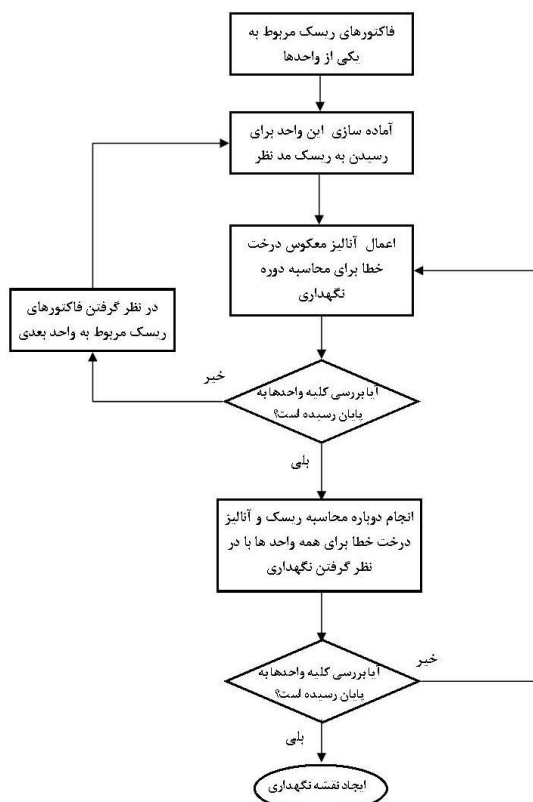 فاکتورهای ریسک مربوط به
یکی از واحدها
آماده سازی این واحد برای
رسیدن به ریسک مد نظر
اعمال آنالیز معکوس درخت
خطا برای محاسبه دوره
نگهداری
در نظر گرفتن فاکتورهای
ریسک مربوط به واحد بعدی
خیر
آیا بررسی کلیه واحدها به
پایان رسیده است؟
بلی
انجام دوباره محاسبه ریسک و آنالیز
درخت خطا برای همه واحد ها با در
نظر گرفتن نگهداری
خیر
آیا بررسی کلیه واحدها به
پایان رسیده است؟
بلی
ایجاد نقشه نگهداری